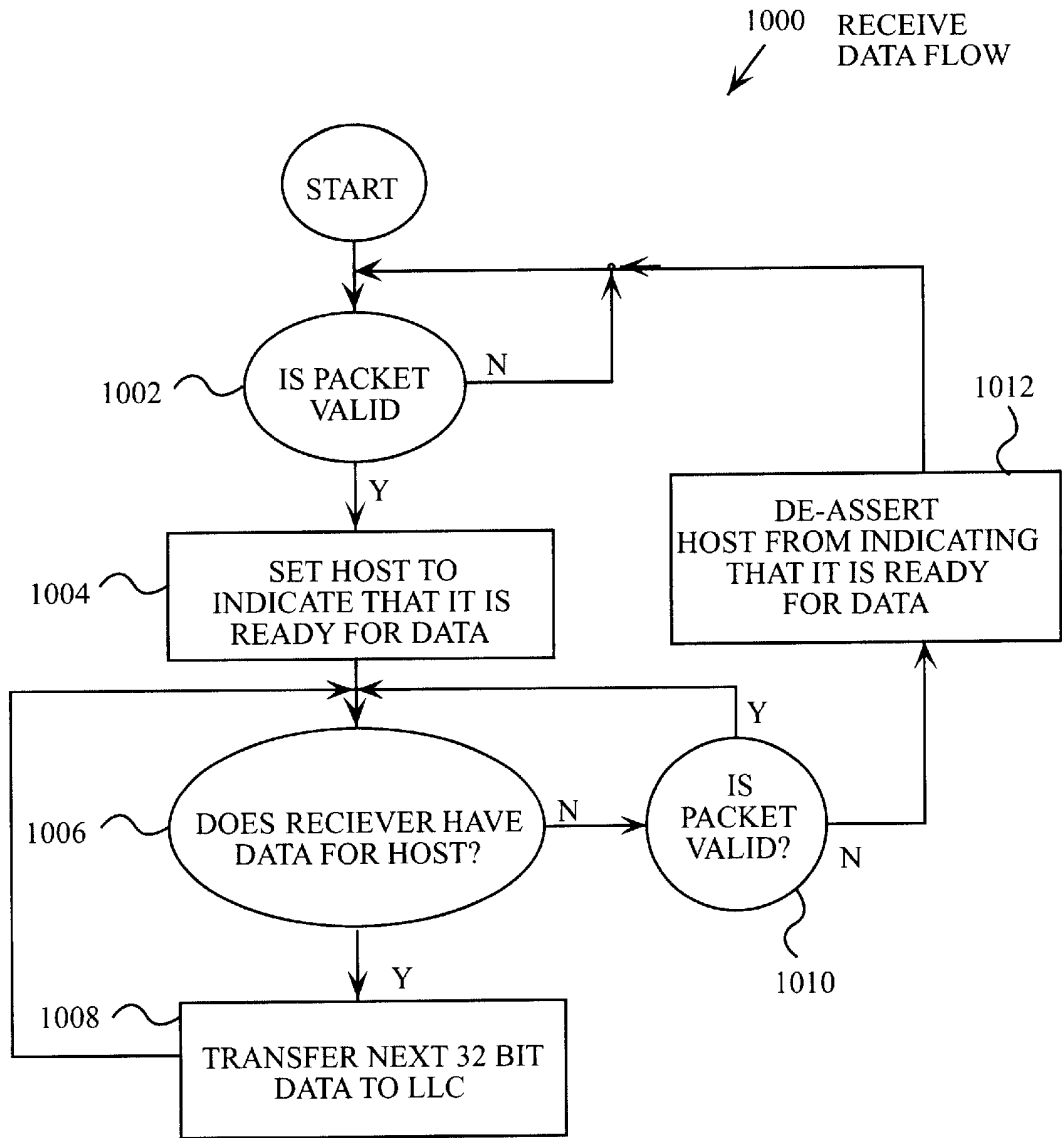 1000 RECEIVE
DATA FLOW
START
IS PACKET
VALID
N
1002
Y
1012
DE-ASSERT
HOST FROM INDICATING
THAT IT IS READY
FOR DATA
SET HOST TO
INDICATE THAT IT IS
READY FOR DATA
1004
Y
IS
PACKET
VALID?
N
N
DOES RECIEVER HAVE
DATA FOR HOST?
1006
1010
Y
1008
TRANSFER NEXT 32 BIT
DATA TO LLC